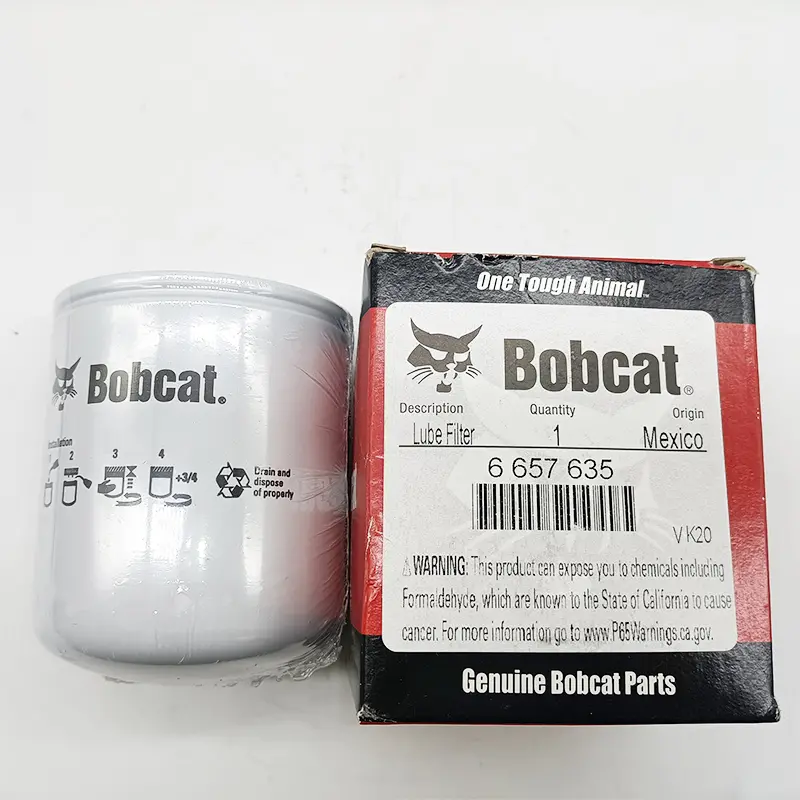 Bobcat®
2 3 4
+3/4
Drain and
dispose
of properly
One Tough Animal™
Bobcat®
Description Quantity Origin
Lube Filter 1 Mexico
6 657 635
VK20
⚠WARNING: This product can expose you to chemicals including
Formaldehyde, which are known to the State of California to cause
cancer. For more information go to www.P65Warnings.ca.gov.
Genuine Bobcat Parts